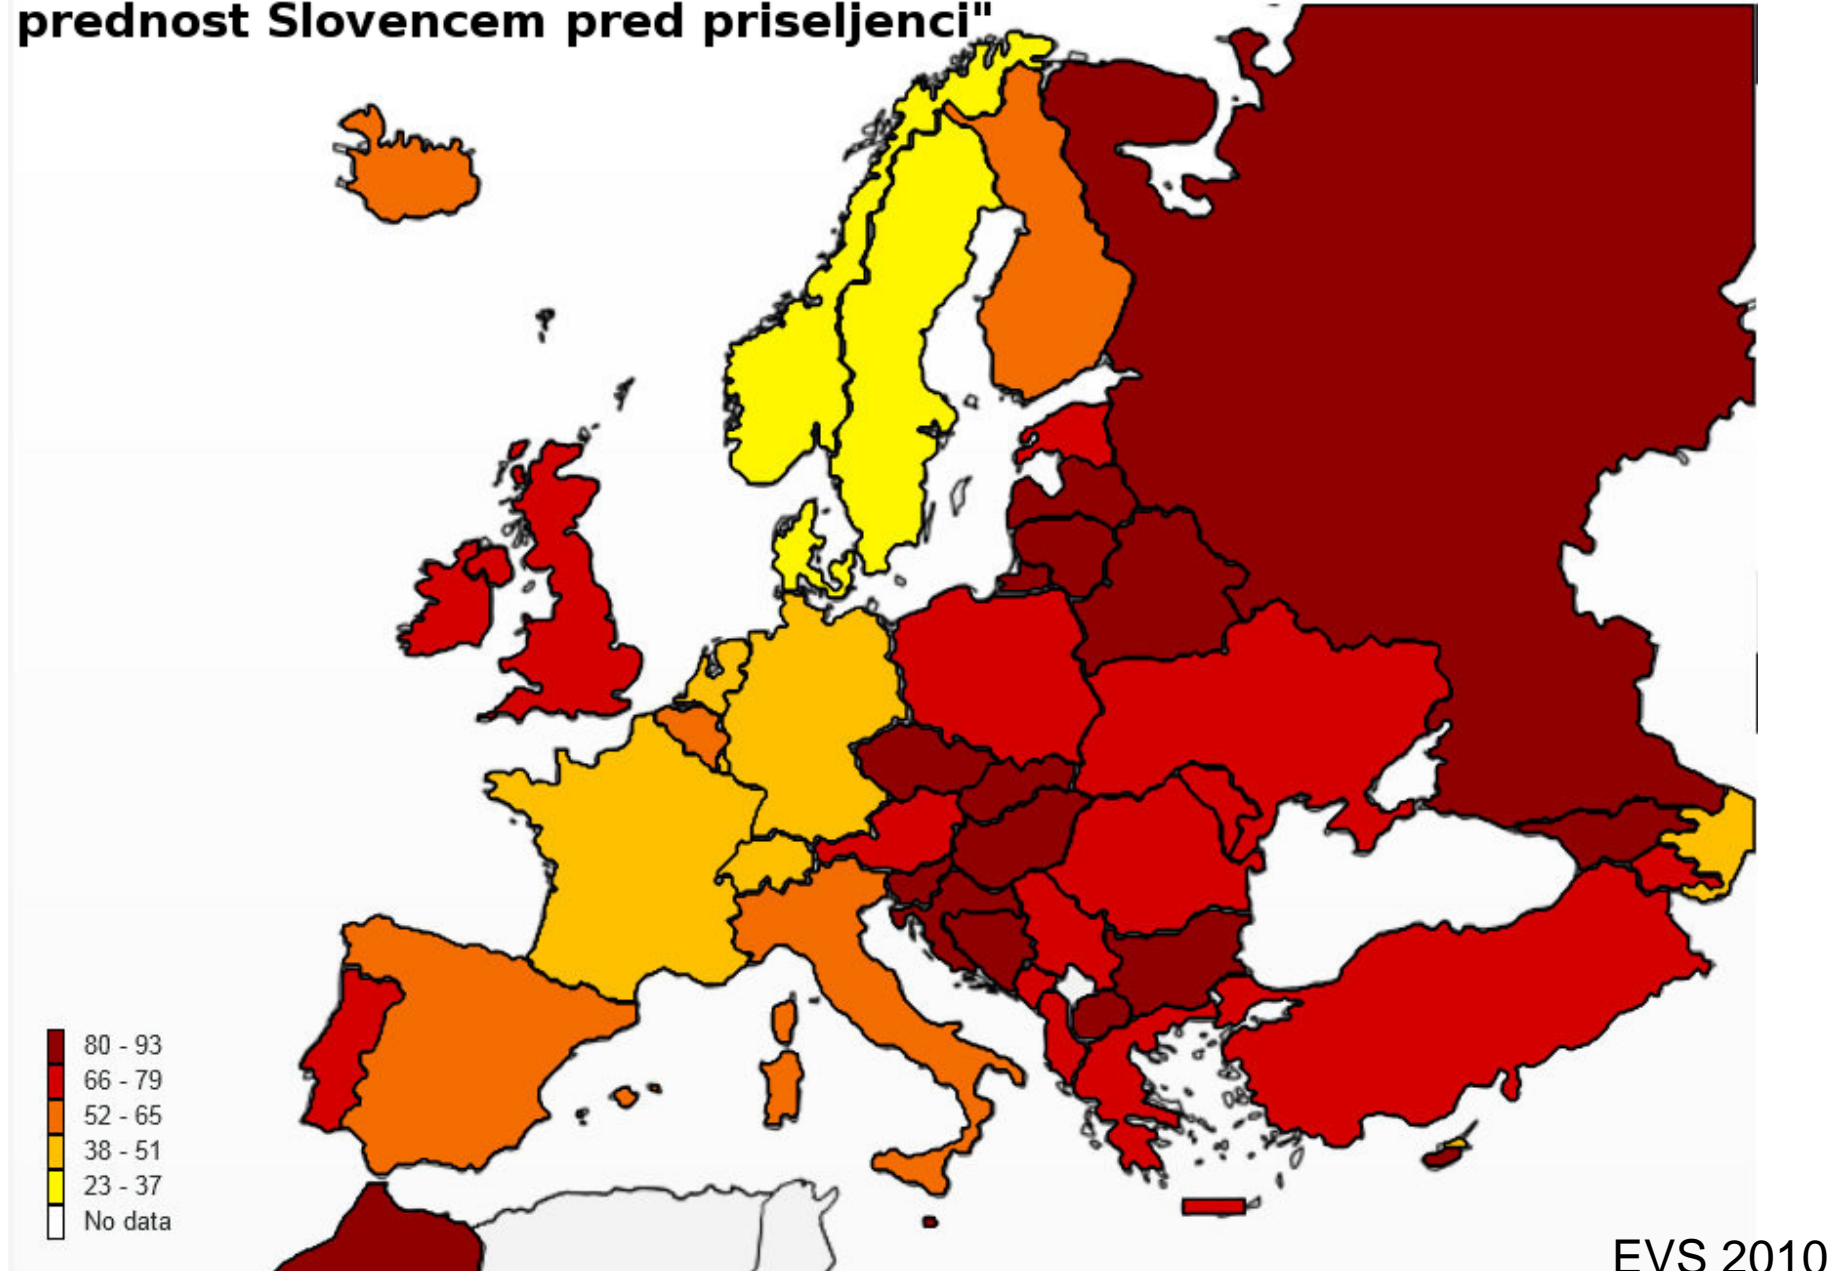 prednost Slovencem pred priseljenci"
80 - 93
66 - 79
52 - 65
38 - 51
23 - 37
No data
EVS 2010